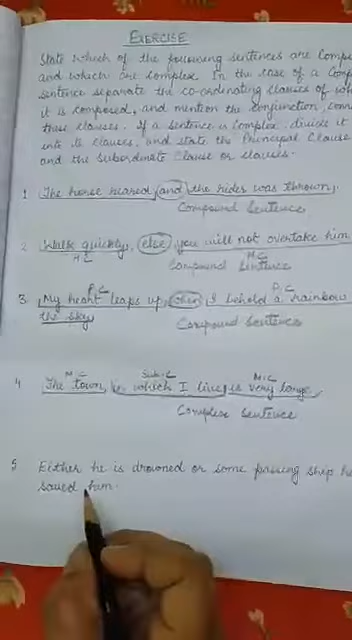 EXERCISE
State which of the following sentences are Compo
and which are complex. In the case of a Comp
sentence separate the co-ordinating clauses of wh
it is composed, and mention the conjunction, con
these clauses. If a sentence is complex, divide it
into its clauses, and state the Principal Clause
and the subordinate Clause or clauses.
1 The horse reared, and the rides was thrown,
Compound Sentence
2 Walk quickly, else, you will not overtake him
M C
Compound Sentence
P.C P.C
3 My heart leaps up, when I behold a rainbow
the sky
Compound Sentence
M C Sub.C M.C
4 The town, in which I live, is very large,
Complex Sentence
5 Either he is drowned or some passing ship ha
saved him.